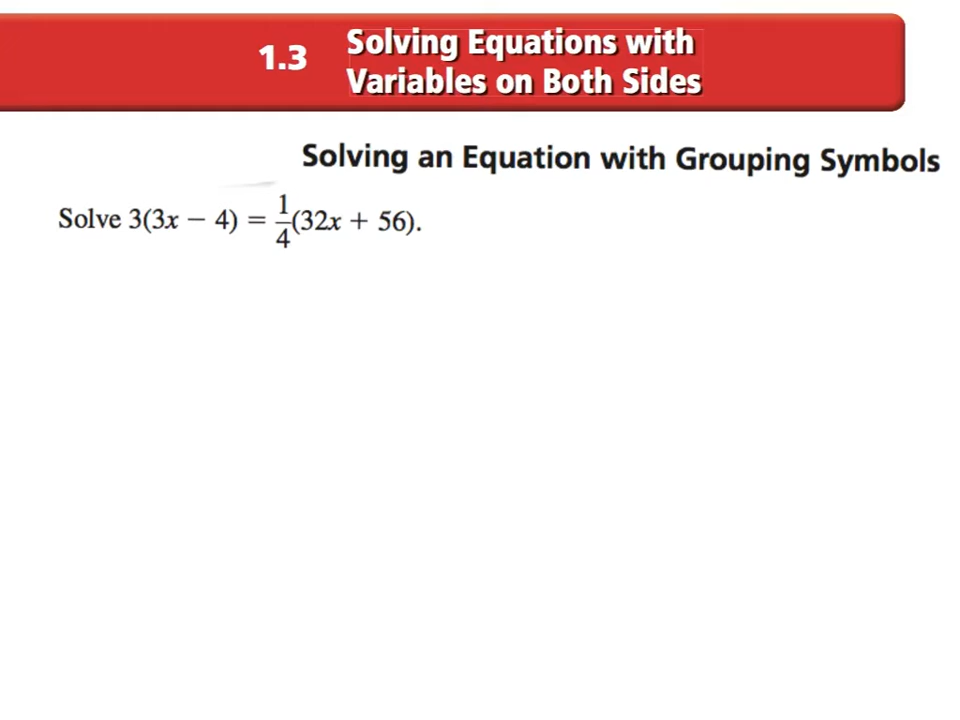 1.3 Solving Equations with
Variables on Both Sides
Solving an Equation with Grouping Symbols
Solve 3(3x − 4) = 1/4(32x + 56).